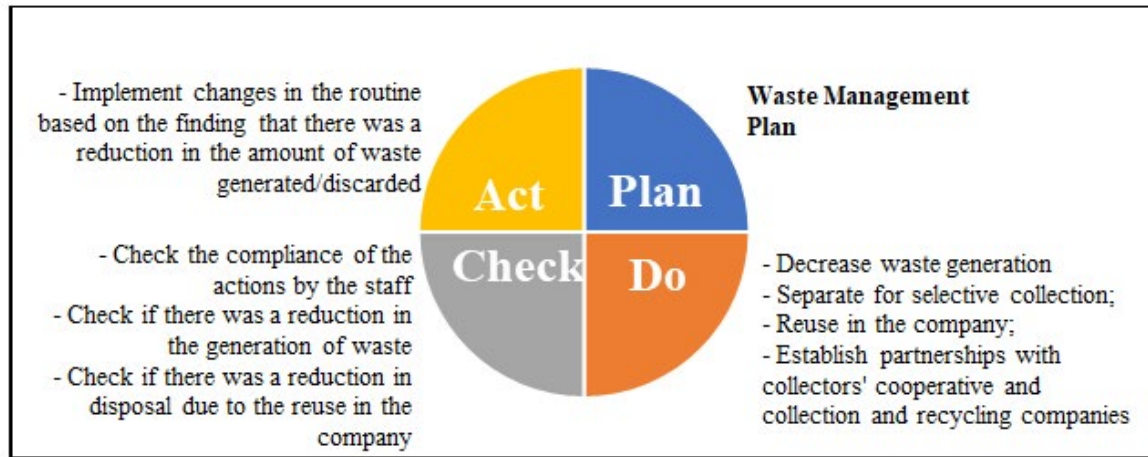 - Implement changes in the routine
based on the finding that there was a
reduction in the amount of waste
generated/discarded
Act
Plan
Waste Management
Plan
- Check the compliance of the
actions by the staff
- Check if there was a reduction in
the generation of waste
- Check if there was a reduction in
disposal due to the reuse in the
company
Check
Do
- Decrease waste generation
- Separate for selective collection;
- Reuse in the company;
- Establish partnerships with
collectors' cooperative and
collection and recycling companies